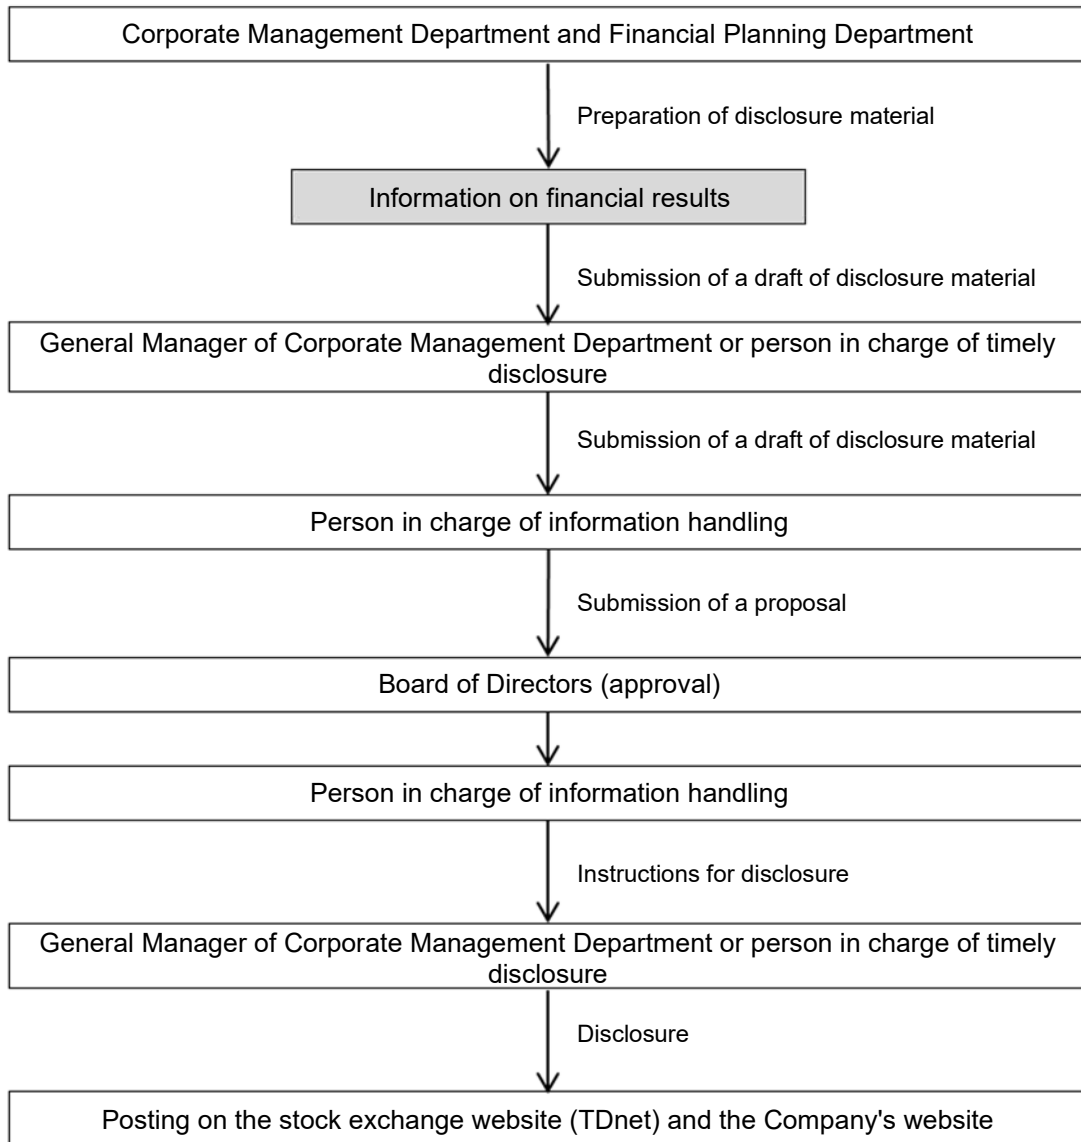 Corporate Management Department and Financial Planning Department
Preparation of disclosure material
Information on financial results
Submission of a draft of disclosure material
General Manager of Corporate Management Department or person in charge of timely
disclosure
Submission of a draft of disclosure material
Person in charge of information handling
Submission of a proposal
Board of Directors (approval)
Person in charge of information handling
Instructions for disclosure
General Manager of Corporate Management Department or person in charge of timely
disclosure
Disclosure
Posting on the stock exchange website (TDnet) and the Company's website